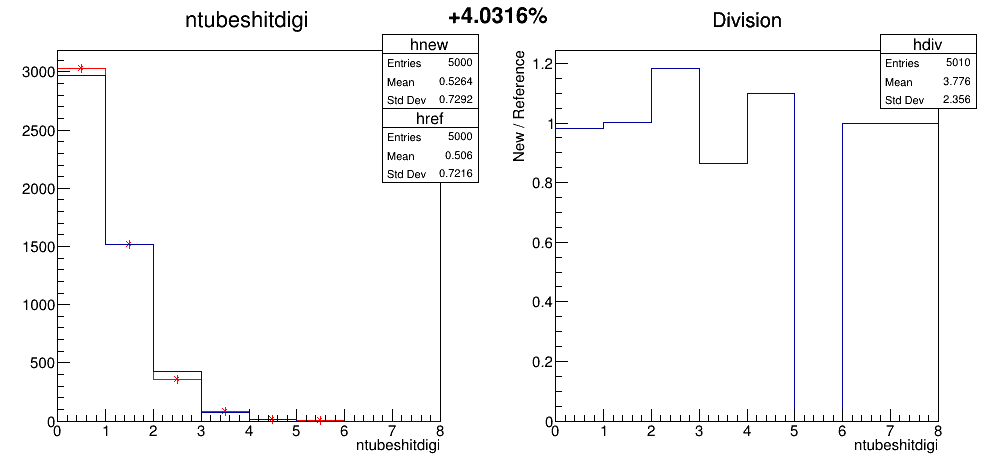 +4.0316%
ntubeshitdigi
hnew
Entries 5000
Mean 0.5264
Std Dev 0.7292
href
Entries 5000
Mean 0.506
Std Dev 0.7216
3000
2500
2000
1500
1000
500
0
0 1 2 3 4 5 6 7 8
ntubeshitdigi
Division
hdiv
Entries 5010
Mean 3.776
Std Dev 2.356
New / Reference
1.2
1
0.8
0.6
0.4
0.2
0
0 1 2 3 4 5 6 7 8
ntubeshitdigi